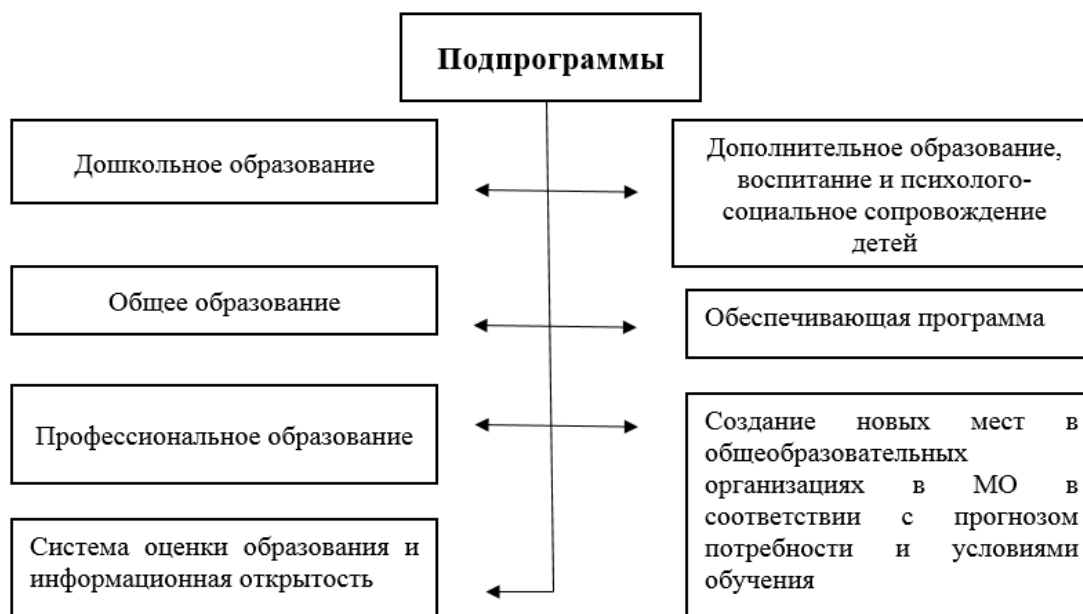 Подпрограммы
Дошкольное образование
Дополнительное образование,
воспитание и психолого-
социальное сопровождение
детей
Общее образование
Обеспечивающая программа
Профессиональное образование
Создание новых мест в
общеобразовательных
организациях в МО в
соответствии с прогнозом
потребности и условиями
обучения
Система оценки образования и
информационная открытость